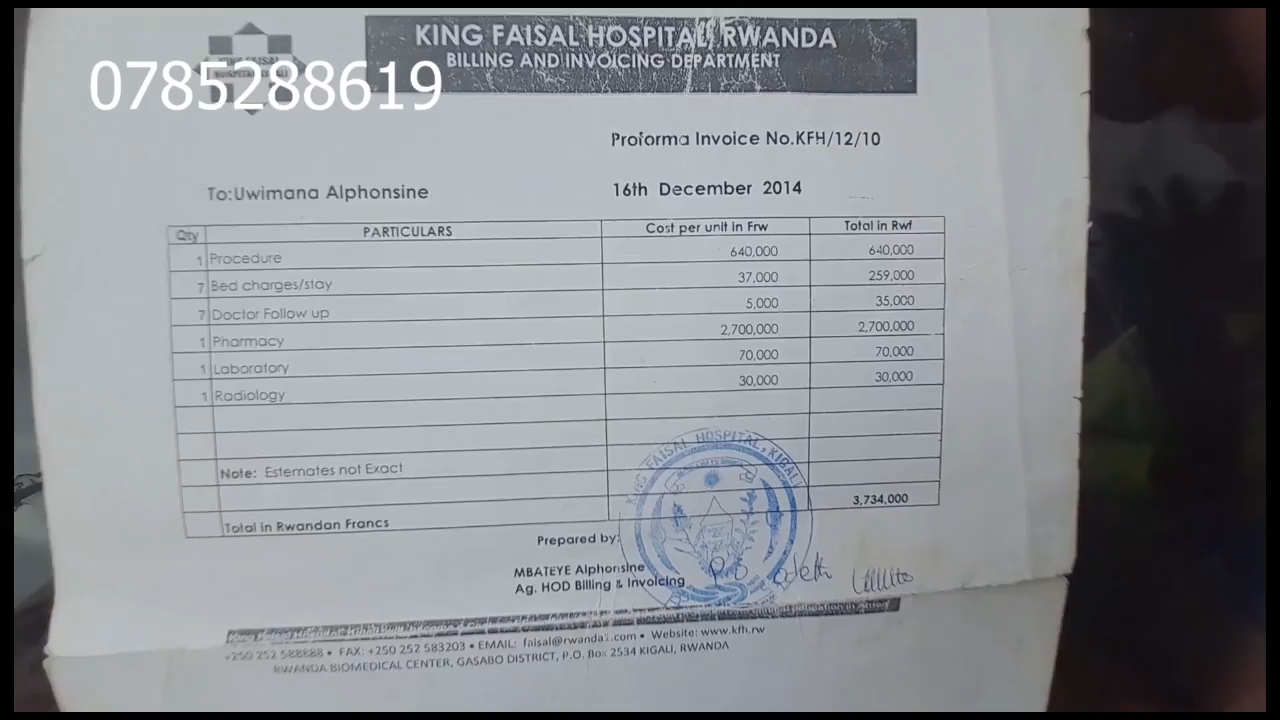 KING FAISAL HOSPITAL, RWANDA
BILLING AND INVOICING DEPARTMENT
0785288619
Proforma Invoice No.KFH/12/10
To:Uwimana Alphonsine
16th December 2014
Qty PARTICULARS Cost per unit in Frw Total in Rwf
1 Procedure 640,000 640,000
7 Bed charges/stay 37,000 259,000
7 Doctor Follow up 5,000 35,000
1 Pharmacy 2,700,000 2,700,000
1 Laboratory 70,000 70,000
1 Radiology 30,000 30,000
Note: Estemates not Exact
Total in Rwandan Francs 3,734,000
KING FAISAL HOSPITAL, KIGALI
Prepared by:
MBATEYE Alphonsine
Ag. HOD Billing & Invoicing
+250 252 588888 • FAX: +250 252 583203 • EMAIL: faisal@rwanda1.com • Website: www.kfh.rw
RWANDA BIOMEDICAL CENTER, GASABO DISTRICT, P.O. Box 2534 KIGALI, RWANDA